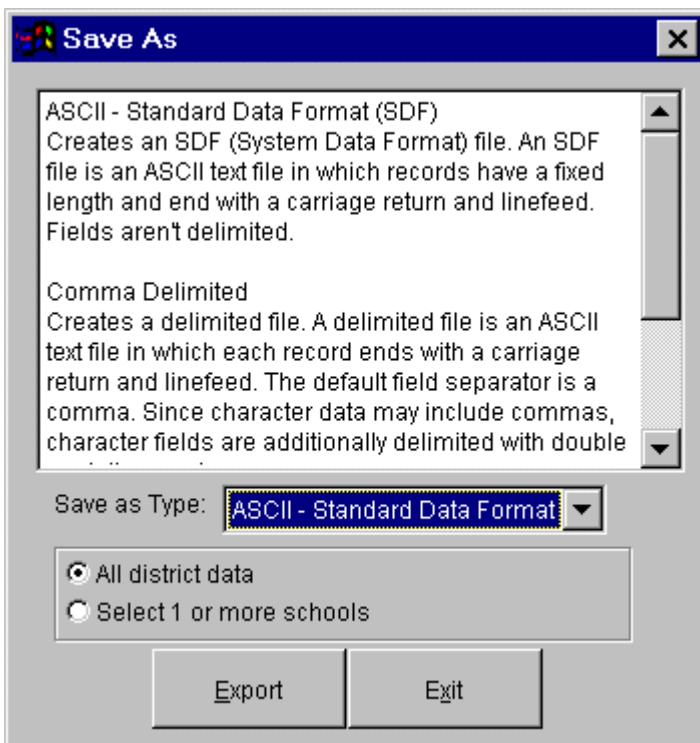 Save As
ASCII - Standard Data Format (SDF)
Creates an SDF (System Data Format) file. An SDF
file is an ASCII text file in which records have a fixed
length and end with a carriage return and linefeed.
Fields aren't delimited.
Comma Delimited
Creates a delimited file. A delimited file is an ASCII
text file in which each record ends with a carriage
return and linefeed. The default field separator is a
comma. Since character data may include commas,
character fields are additionally delimited with double
Save as Type: ASCII - Standard Data Format
All district data
Select 1 or more schools
Export Exit